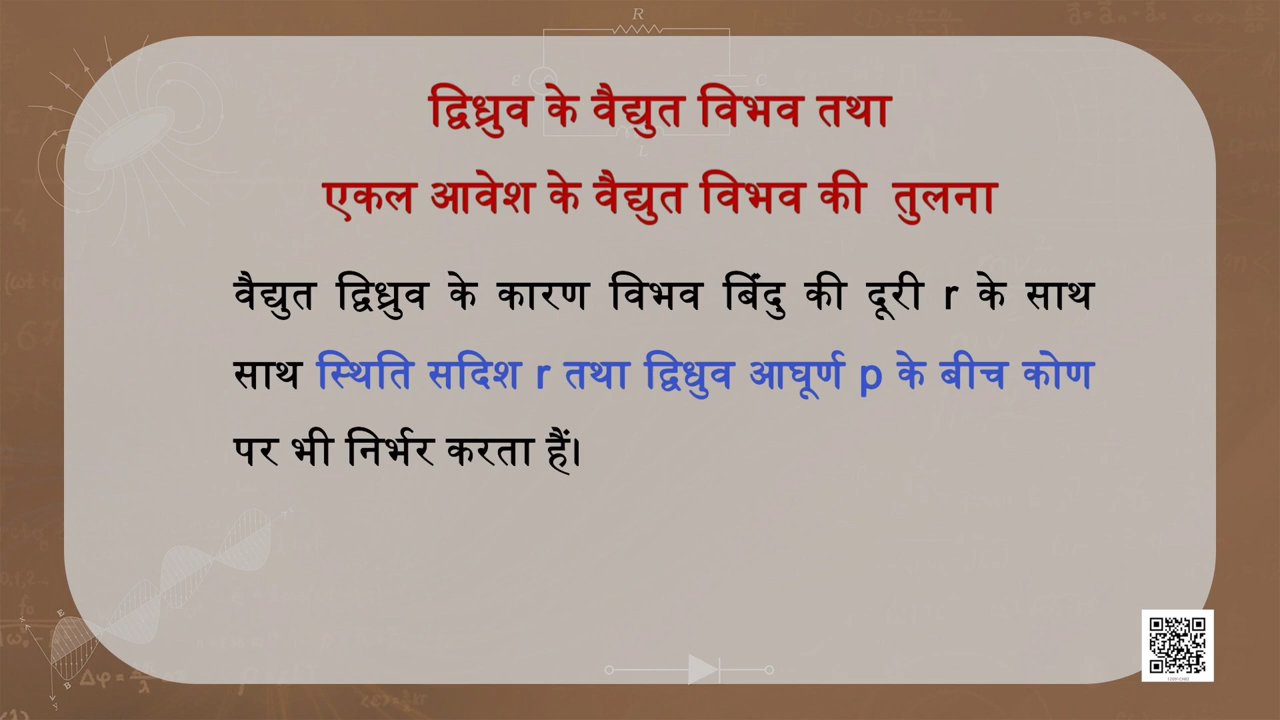 द्विध्रुव के वैद्युत विभव तथा
एकल आवेश के वैद्युत विभव की तुलना
वैद्युत द्विध्रुव के कारण विभव बिंदु की दूरी r के साथ
साथ स्थिति सदिश r तथा द्विध्रुव आघूर्ण p के बीच कोण
पर भी निर्भर करता हैं।